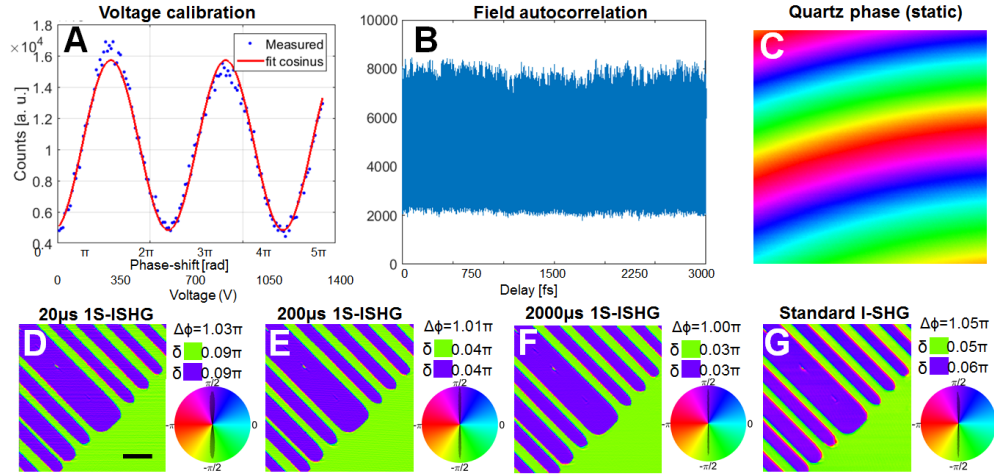 Voltage calibration
A
Measured
fit cosinus
×10⁴
1.8
1.6
1.4
1.2
1
0.8
0.6
0.4
Counts [a. u.]
0 π 2π 3π 4π 5π
Phase-shift [rad]
0 350 700 1050 1400
Voltage (V)
Field autocorrelation
B
10000
8000
6000
4000
2000
0
0 750 1500 2250 3000
Delay [fs]
Quartz phase (static)
C
20µs 1S-ISHG
D
Δϕ=1.03π
δ 0.09π
δ 0.09π
π/2
-π 0
-π/2
200µs 1S-ISHG
E
Δϕ=1.01π
δ 0.04π
δ 0.04π
π/2
-π 0
-π/2
2000µs 1S-ISHG
F
Δϕ=1.00π
δ 0.03π
δ 0.03π
π/2
-π 0
-π/2
Standard I-SHG
G
Δϕ=1.05π
δ 0.05π
δ 0.06π
π/2
-π 0
-π/2